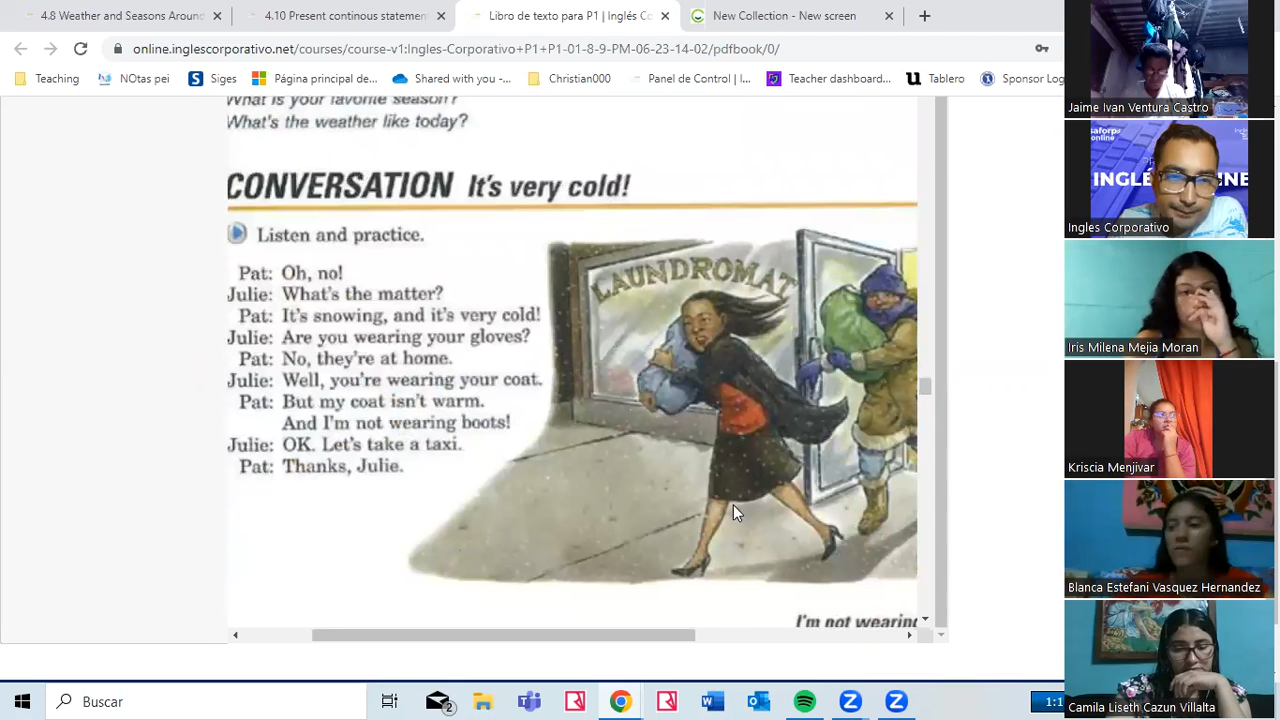 4.8 Weather and Seasons Around
4.10 Present continous statemen
Libro de texto para P1 | Inglés Co
New Collection - New screen
online.inglescorporativo.net/courses/course-v1:Ingles-Corporativo+P1+P1-01-8-9-PM-06-23-14-02/pdfbook/0/
Teaching
NOtas pei
Siges
Página principal de...
Shared with you -...
Christian000
Panel de Control | I...
Teacher dashboard...
Tablero
Sponsor Log
What is your favorite season?
What's the weather like today?
CONVERSATION It's very cold!
Listen and practice.
Pat: Oh, no!
Julie: What's the matter?
Pat: It's snowing, and it's very cold!
Julie: Are you wearing your gloves?
Pat: No, they're at home.
Julie: Well, you're wearing your coat.
Pat: But my coat isn't warm.
And I'm not wearing boots!
Julie: OK. Let's take a taxi.
Pat: Thanks, Julie.
LAUNDROMAT
I'm not wearing
Buscar
2
1:1
Jaime Ivan Ventura Castro
INGLÉ
NE
Ingles Corporativo
Iris Milena Mejia Moran
Kriscia Menjivar
Blanca Estefani Vasquez Hernandez
Camila Liseth Cazun Villalta